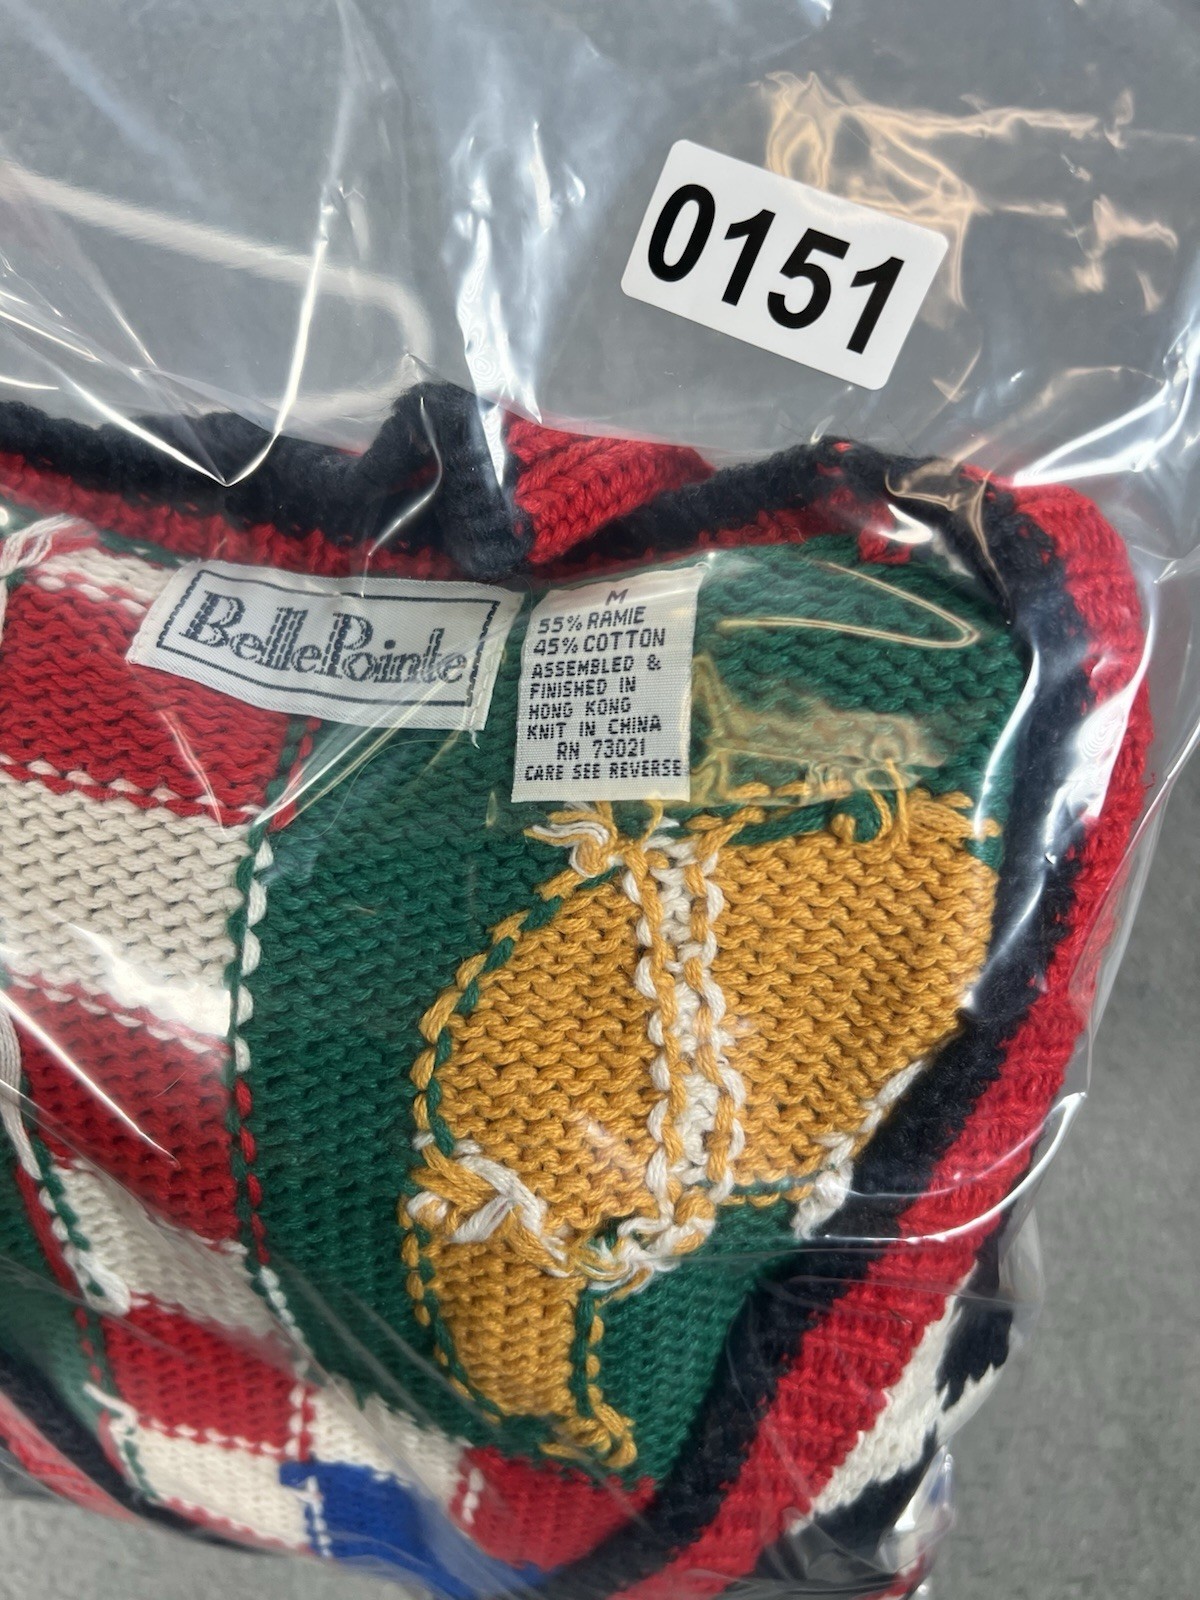 0151
BellePointe
M
55% RAMIE
45% COTTON
ASSEMBLED &
FINISHED IN
HONG KONG
KNIT IN CHINA
RN 73021
CARE SEE REVERSE